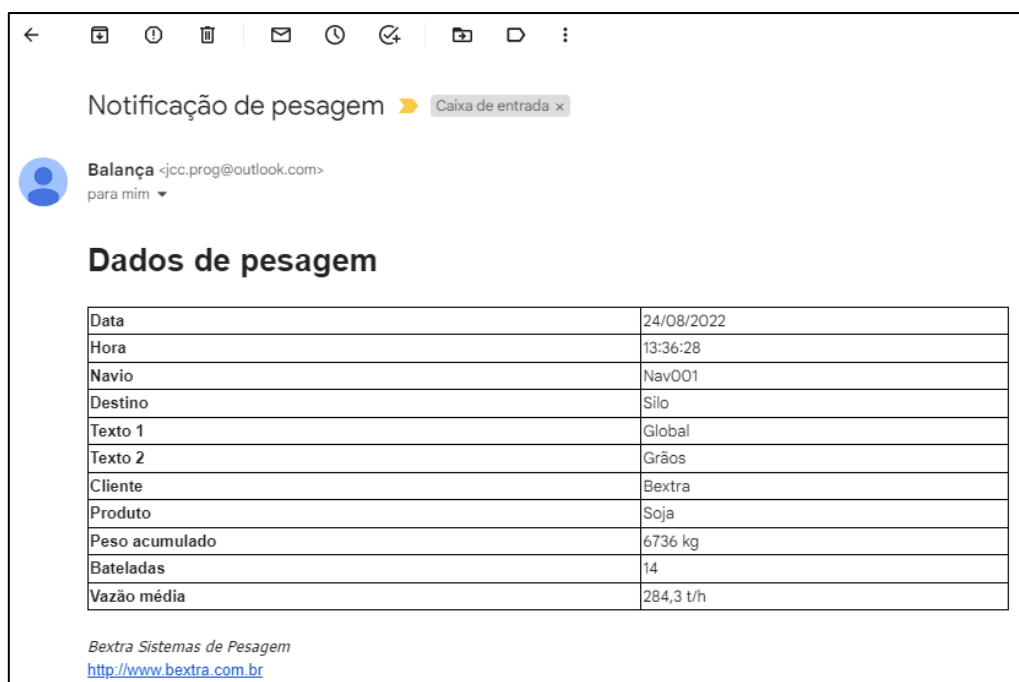 Notificação de pesagem Caixa de entrada ×
Balança <jcc.prog@outlook.com>
para mim
Dados de pesagem
Data 24/08/2022
Hora 13:36:28
Navio Nav001
Destino Silo
Texto 1 Global
Texto 2 Grãos
Cliente Bextra
Produto Soja
Peso acumulado 6736 kg
Bateladas 14
Vazão média 284,3 t/h
Bextra Sistemas de Pesagem
http://www.bextra.com.br